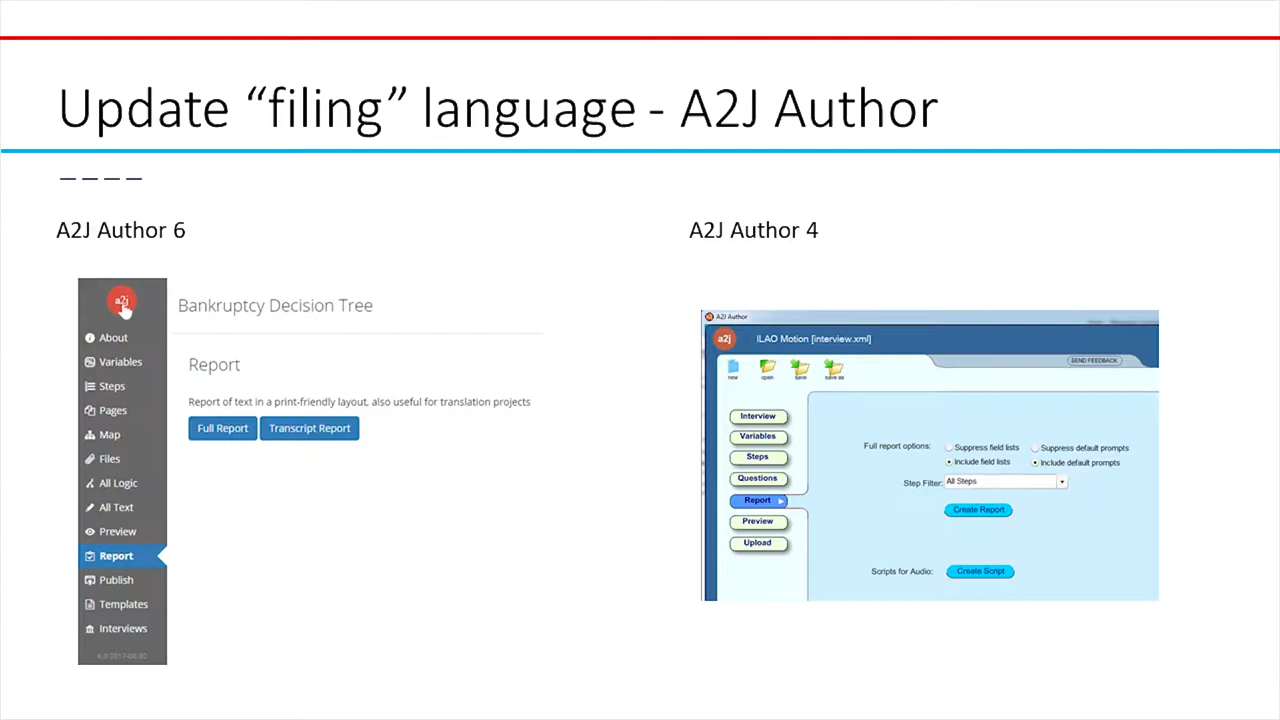 Update “filing” language - A2J Author
A2J Author 6
A2J Author 4
a2j
Bankruptcy Decision Tree
About
Variables
Steps
Pages
Map
Files
All Logic
All Text
Preview
Report
Publish
Templates
Interviews
Report
Report of text in a print-friendly layout, also useful for translation projects
Full Report Transcript Report
A2J Author
a2j ILAO Motion [interview.xml]
SEND FEEDBACK
new open save save as
Interview
Variables
Steps
Questions
Report
Preview
Upload
Full report options: Suppress field lists Suppress default prompts
Include field lists Include default prompts
Step Filter: All Steps
Create Report
Scripts for Audio: Create Script